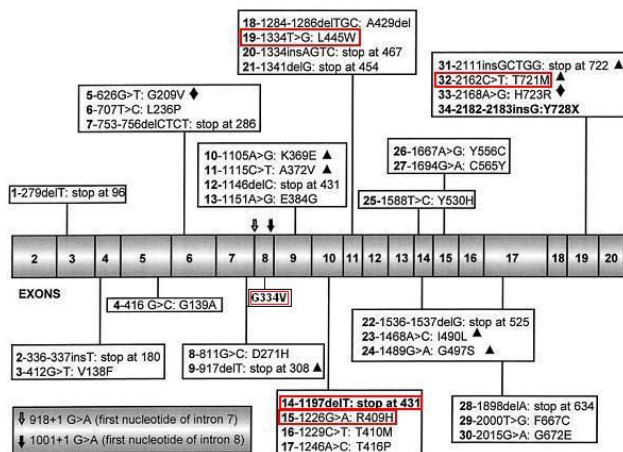 18-1284-1286delTGC: A429del
19-1334T>G: L445W
20-1334insAGTC: stop at 467
21-1341delG: stop at 454
31-2111insGCTGG: stop at 722 ▲
32-2162C>T: T721M ▲
33-2168A>G: H723R ♦
34-2182-2183insG:Y728X
5-626G>T: G209V ♦
6-707T>C: L236P
7-753-756delCTCT: stop at 286
10-1105A>G: K369E ▲
11-1115C>T: A372V ▲
12-1146delC: stop at 431
13-1151A>G: E384G
26-1667A>G: Y556C
27-1694G>A: C565Y
1-279delT: stop at 96
25-1588T>C: Y530H
2 3 4 5 6 7 8 9 10 11 12 13 14 15 16 17 18 19 20
EXONS
4-416 G>C: G139A
G334V
2-336-337insT: stop at 180
3-412G>T: V138F
8-811G>C: D271H
9-917delT: stop at 308 ▲
22-1536-1537delG: stop at 525
23-1468A>C: I490L ▲
24-1489G>A: G497S ▲
14-1197delT: stop at 431
15-1226G>A: R409H
16-1229C>T: T410M
17-1246A>C: T416P
28-1898delA: stop at 634
29-2000T>G: F667C
30-2015G>A: G672E
918+1 G>A (first nucleotide of intron 7)
1001+1 G>A (first nucleotide of intron 8)